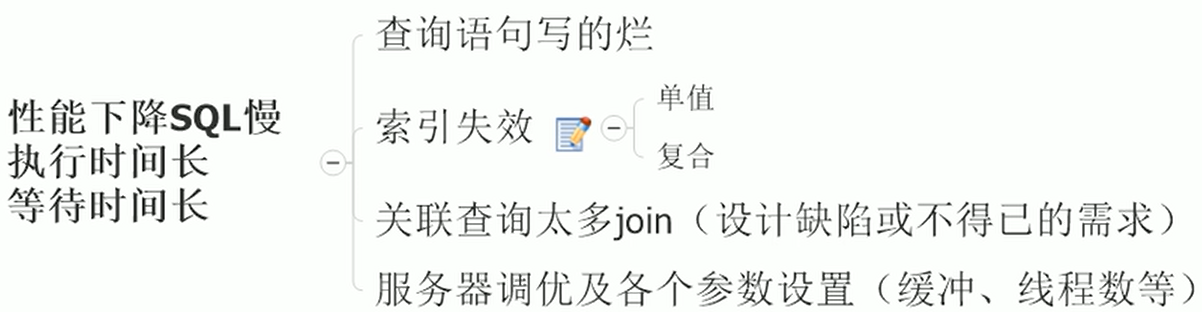 性能下降SQL慢
执行时间长
等待时间长
查询语句写的烂
索引失效
单值
复合
关联查询太多join（设计缺陷或不得已的需求）
服务器调优及各个参数设置（缓冲、线程数等）